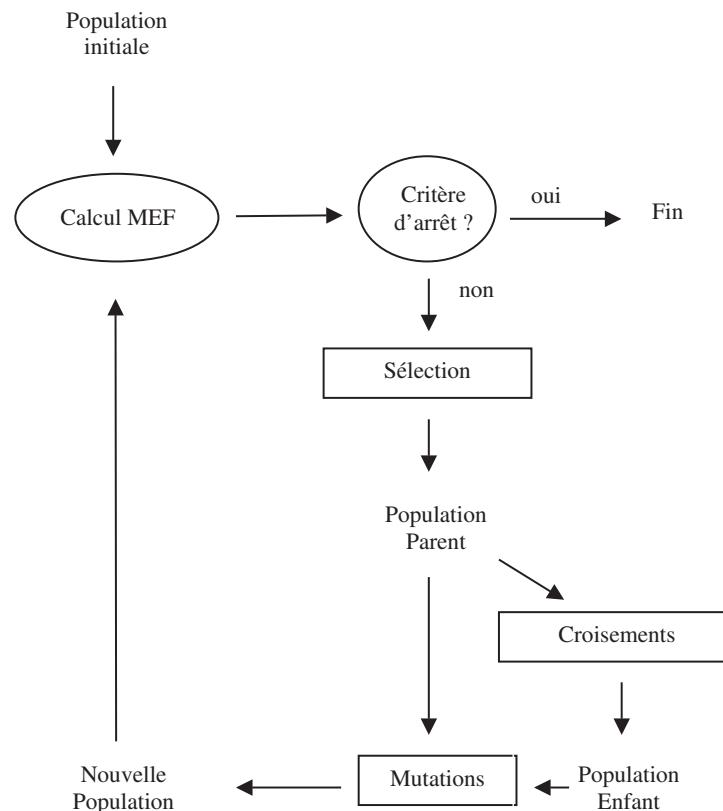 Population
initiale
Calcul MEF
Critère
d'arrêt ?
oui
Fin
non
Sélection
Population
Parent
Croisements
Mutations
Population
Enfant
Nouvelle
Population